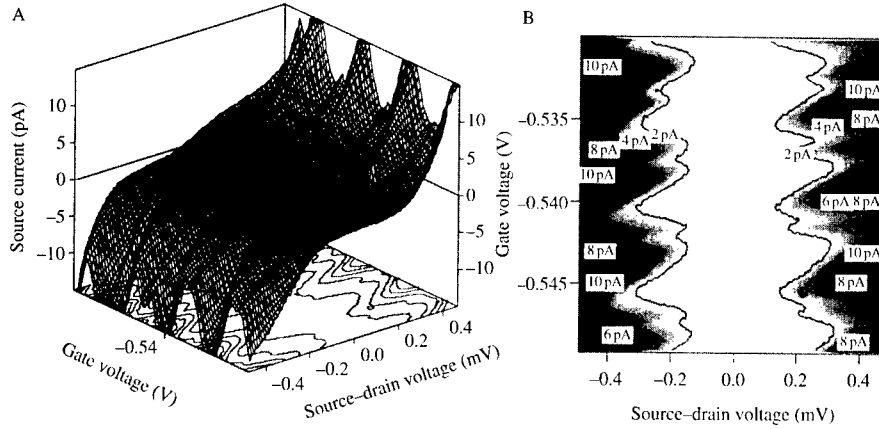 A
Source current (pA)
10
5
0
−5
−10
10
5
0
−5
−10
Gate voltage (V)
−0.54
Gate voltage (V)
−0.4
−0.2
0.0
0.2
0.4
Source–drain voltage (mV)
B
−0.535
−0.540
−0.545
10 pA
10 pA
4 pA
8 pA
8 pA
4 pA
2 pA
2 pA
10 pA
6 pA
8 pA
8 pA
10 pA
10 pA
8 pA
6 pA
8 pA
−0.4
−0.2
0.0
0.2
0.4
Source–drain voltage (mV)